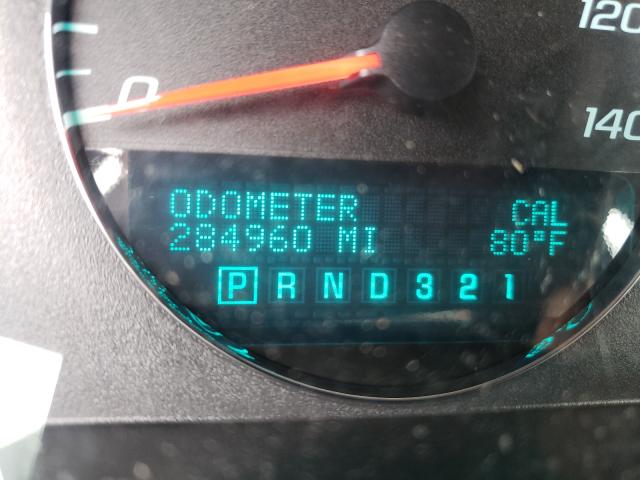 120
0
140
ODOMETER CAL
284960 MI 80°F
P R N D 3 2 1